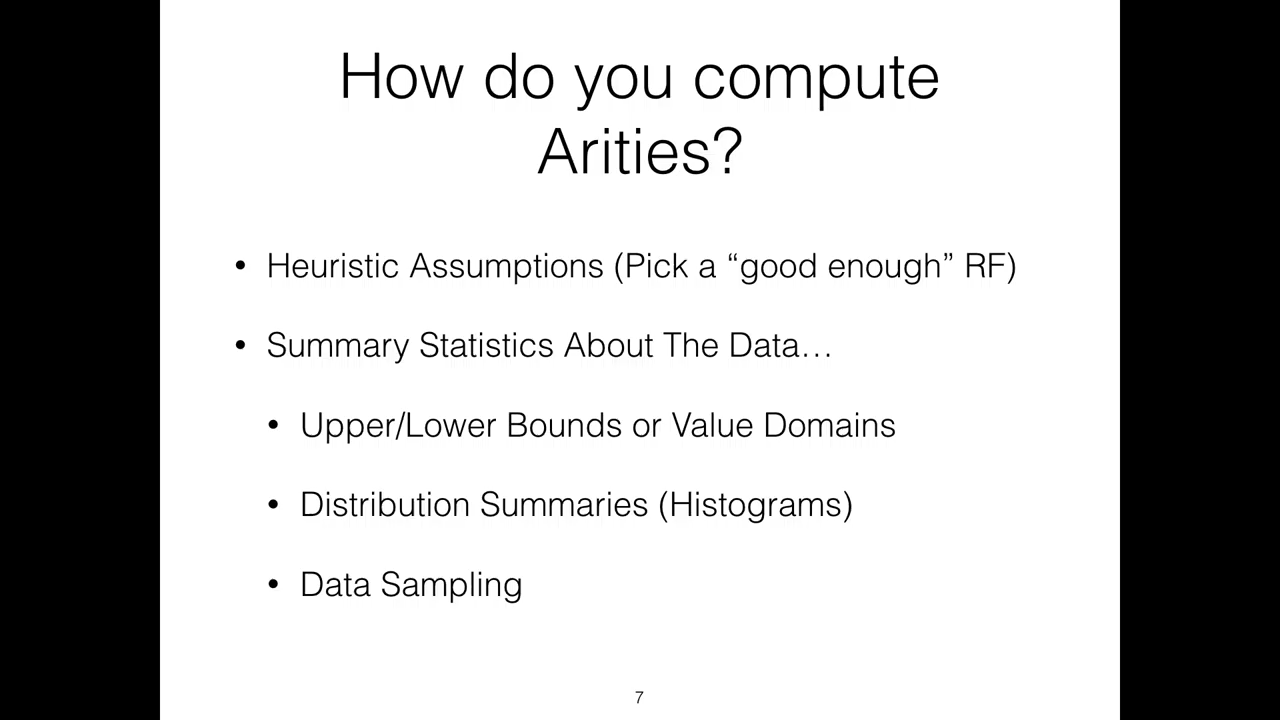 How do you compute
Arities?
• Heuristic Assumptions (Pick a “good enough” RF)
• Summary Statistics About The Data…
• Upper/Lower Bounds or Value Domains
• Distribution Summaries (Histograms)
• Data Sampling
7